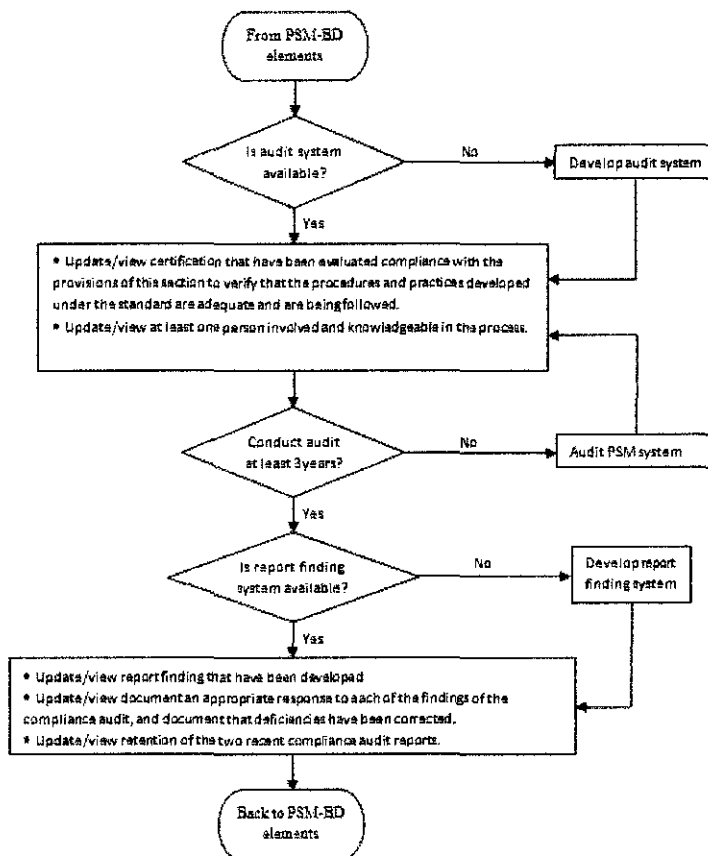 From PSM-BD
elements
Is audit system
available?
No
Develop audit system
Yes
* Update/view certification that have been evaluated compliance with the
provisions of this section to verify that the procedures and practices developed
under the standard are adequate and are being followed.
* Update/view at least one person involved and knowledgeable in the process.
Conduct audit
at least 3years?
No
Audit PSM system
Yes
Is report finding
system available?
No
Develop report
finding system
Yes
* Update/view report finding that have been developed
* Update/view document an appropriate response to each of the findings of the
compliance audit, and document that deficiencies have been corrected.
* Update/view retention of the two recent compliance audit reports.
Back to PSM-BD
elements